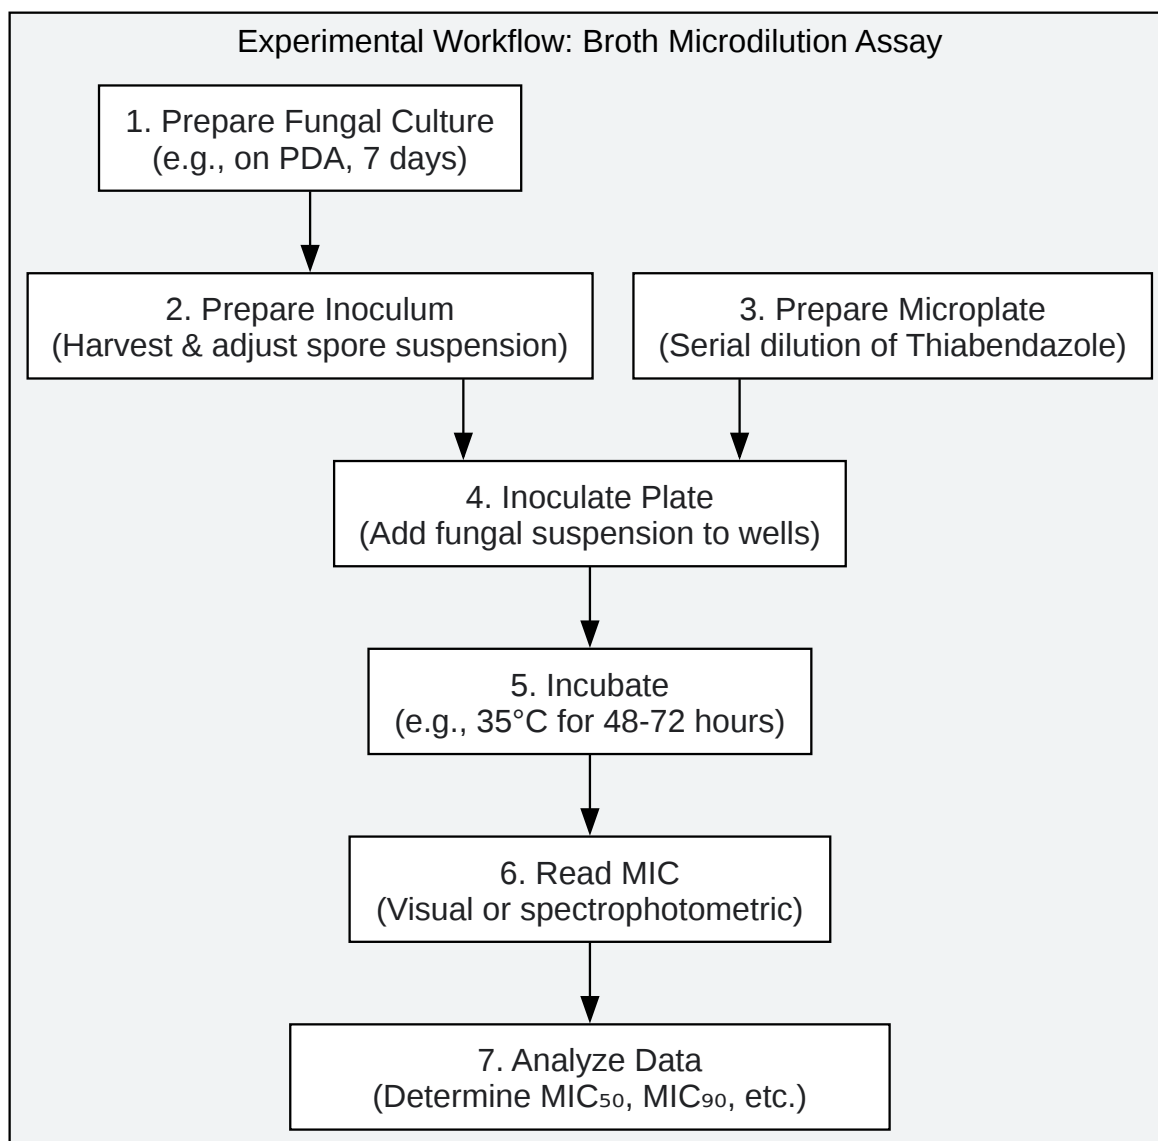 Experimental Workflow: Broth Microdilution Assay
1. Prepare Fungal Culture
(e.g., on PDA, 7 days)
2. Prepare Inoculum
(Harvest & adjust spore suspension)
3. Prepare Microplate
(Serial dilution of Thiabendazole)
4. Inoculate Plate
(Add fungal suspension to wells)
5. Incubate
(e.g., 35°C for 48-72 hours)
6. Read MIC
(Visual or spectrophotometric)
7. Analyze Data
(Determine MIC₅₀, MIC₉₀, etc.)